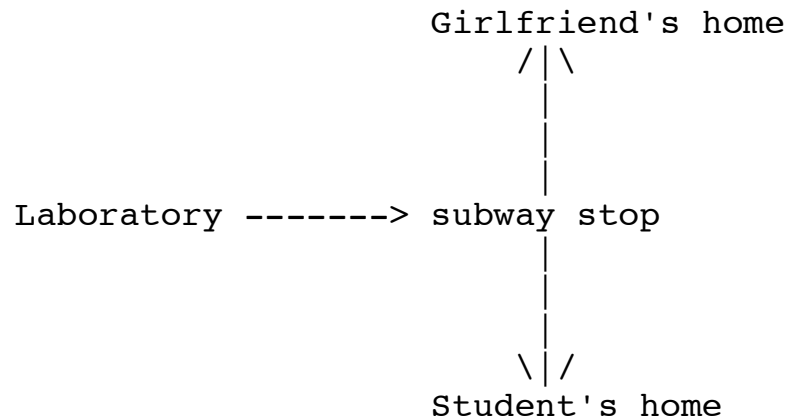 Girlfriend's home
/|\
|
|
|
Laboratory -------> subway stop
|
|
|
\|/
Student's home